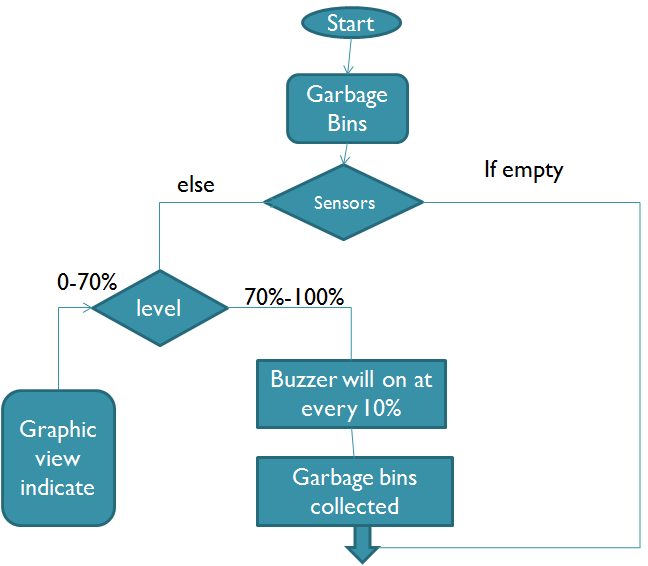 Start
Garbage
Bins
If empty
else
Sensors
0-70%
70%-100%
level
Buzzer will on at
every 10%
Graphic
view
indicate
Garbage bins
collected